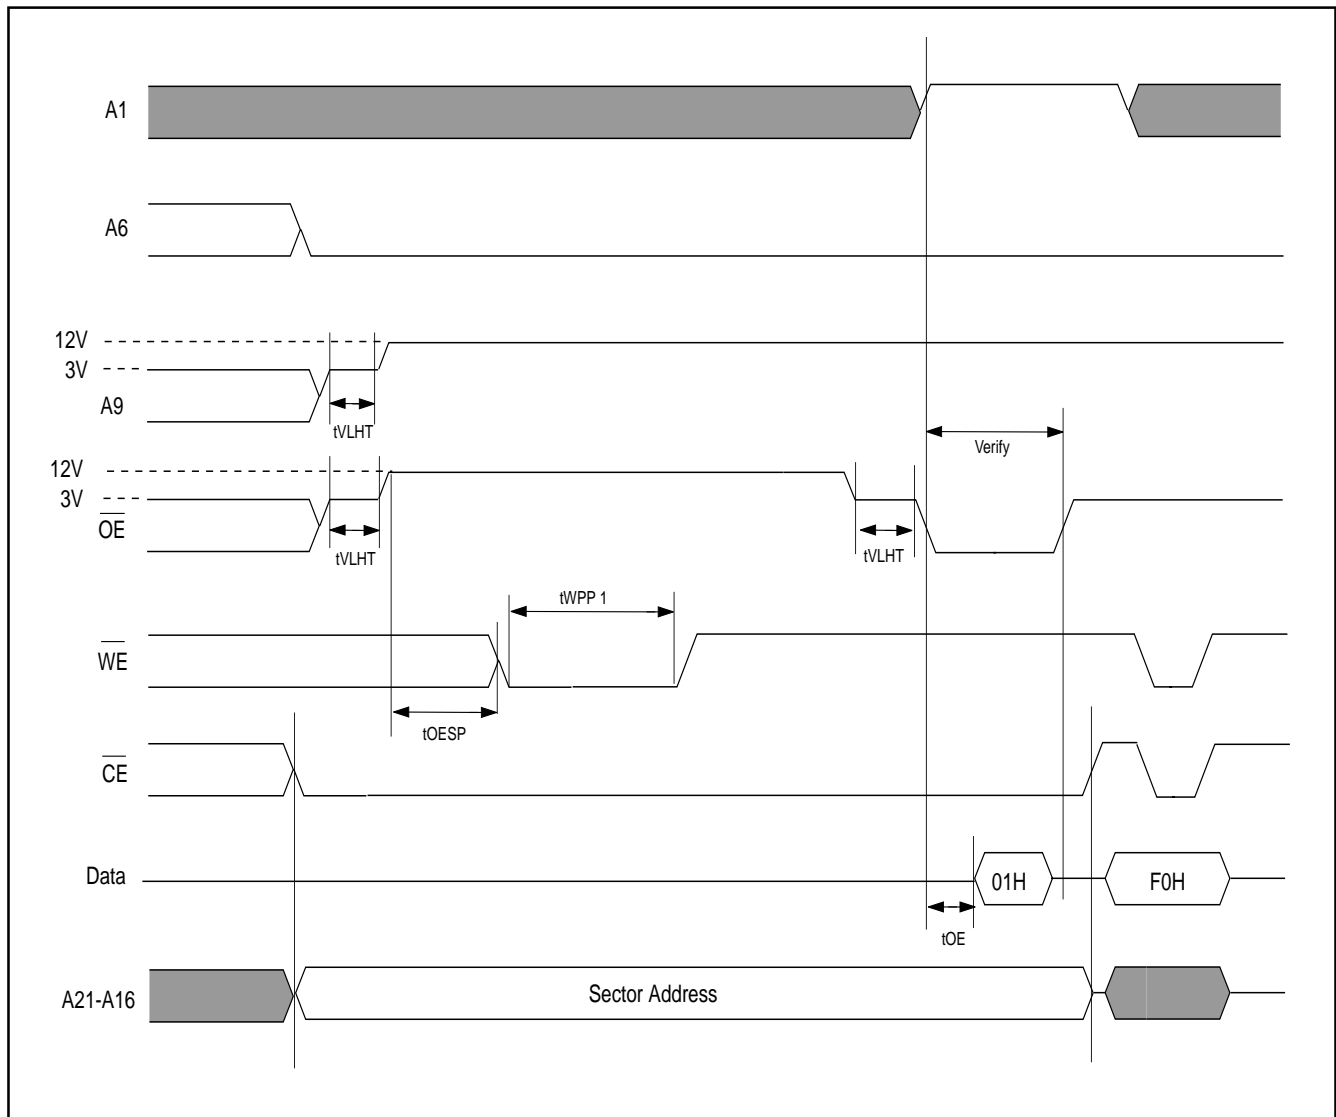 A1
A6
12V
3V
A9
tVLHT
Verify
12V
3V
OE
tVLHT
tVLHT
tWPP 1
WE
tOESP
CE
Data
01H
F0H
tOE
A21-A16
Sector Address